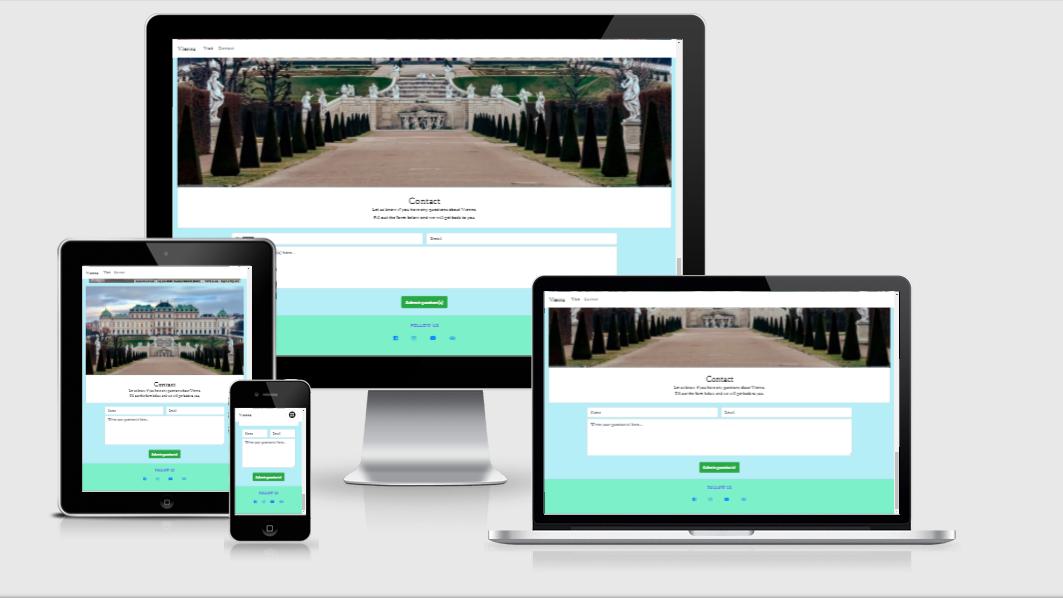 Vienna Visit Contact
Contact
Let us know if you have any questions about Vienna.
Fill out the form below and we will get back to you.
Email
here...
Submit question(s)
FOLLOW US
Vienna Visit Contact
Contact
Let us know if you have any questions about Vienna.
Fill out the form below and we will get back to you.
Name Email
Write your question(s) here...
Submit question(s)
FOLLOW US
Vienna
Name Email
Write your question(s) here...
Submit question(s)
FOLLOW US
Vienna Visit Contact
Contact
Let us know if you have any questions about Vienna.
Fill out the form below and we will get back to you.
Name Email
Write your question(s) here...
Submit question(s)
FOLLOW US